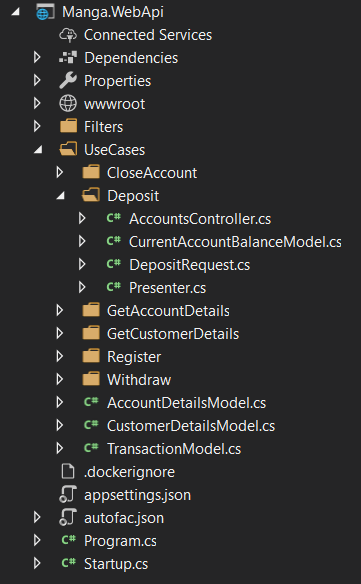 Manga.WebApi
Connected Services
Dependencies
Properties
wwwroot
Filters
UseCases
CloseAccount
Deposit
C# AccountsController.cs
C# CurrentAccountBalanceModel.cs
C# DepositRequest.cs
C# Presenter.cs
GetAccountDetails
GetCustomerDetails
Register
Withdraw
C# AccountDetailsModel.cs
C# CustomerDetailsModel.cs
C# TransactionModel.cs
.dockerignore
appsettings.json
autofac.json
C# Program.cs
C# Startup.cs